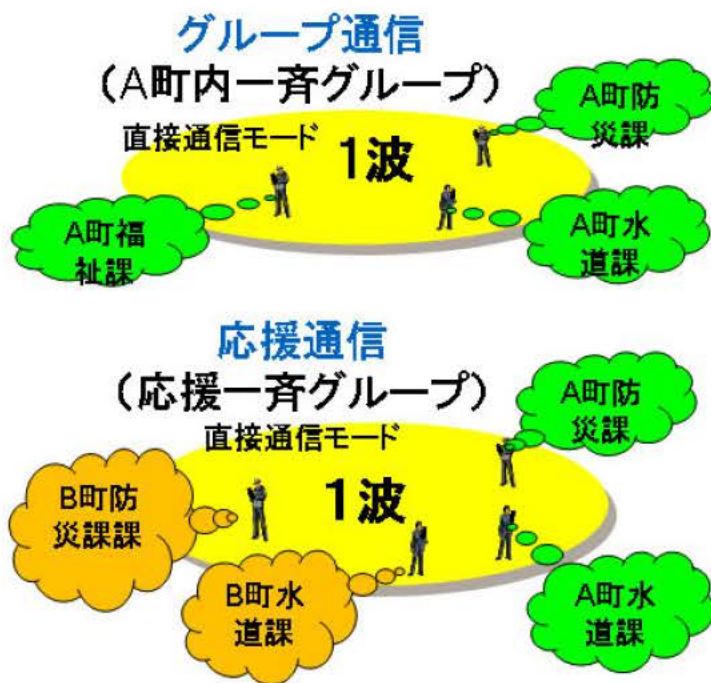 グループ通信
（A町内一斉グループ）
直接通信モード
1波
A町防
災課
A町福
祉課
A町水
道課
応援通信
（応援一斉グループ）
直接通信モード
1波
A町防
災課
B町防
災課課
B町水
道課
A町水
道課